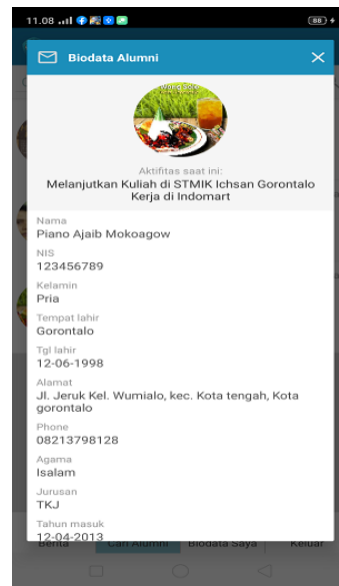 11.08
88
Biodata Alumni
Wong Solo
Aktifitas saat ini:
Melanjutkan Kuliah di STMIK Ichsan Gorontalo
Kerja di Indomart
Nama
Piano Ajaib Mokoagow
NIS
123456789
Kelamin
Pria
Tempat lahir
Gorontalo
Tgl lahir
12-06-1998
Alamat
Jl. Jeruk Kel. Wumialo, kec. Kota tengah, Kota
gorontalo
Phone
08213798128
Agama
Isalam
Jurusan
TKJ
Tahun masuk
12-04-2013
Berita Cari Alumni Biodata Saya Keluar